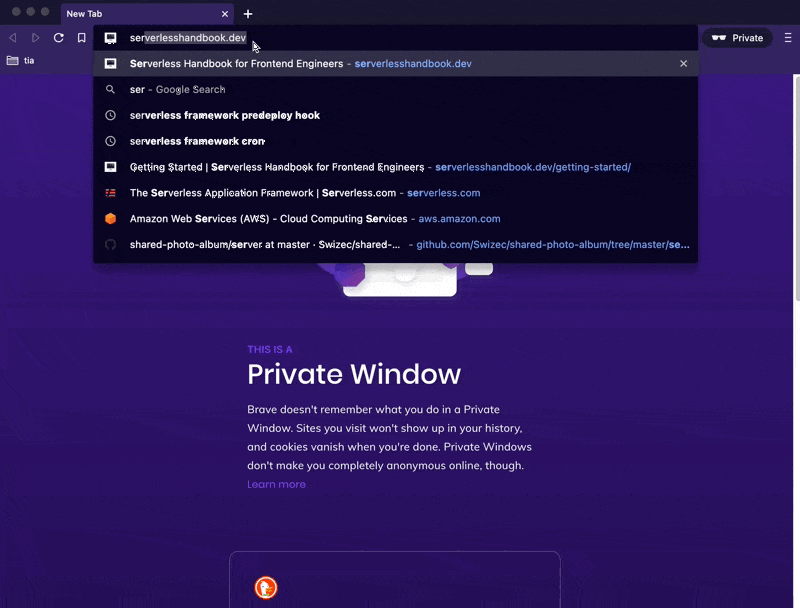 New Tab
serverlesshandbook.dev
Private
tia
Serverless Handbook for Frontend Engineers - serverlesshandbook.dev
ser - Google Search
serverless framework predeploy hook
serverless framework cron
Getting Started | Serverless Handbook for Frontend Engineers - serverlesshandbook.dev/getting-started/
The Serverless Application Framework | Serverless.com - serverless.com
Amazon Web Services (AWS) - Cloud Computing Services - aws.amazon.com
shared-photo-album/server at master · Swizec/shared-... - github.com/Swizec/shared-photo-album/tree/master/se...
THIS IS A
Private Window
Brave doesn't remember what you do in a Private
Window. Sites you visit won't show up in your history,
and cookies vanish when you're done. Private Windows
don't make you completely anonymous online, though.
Learn more